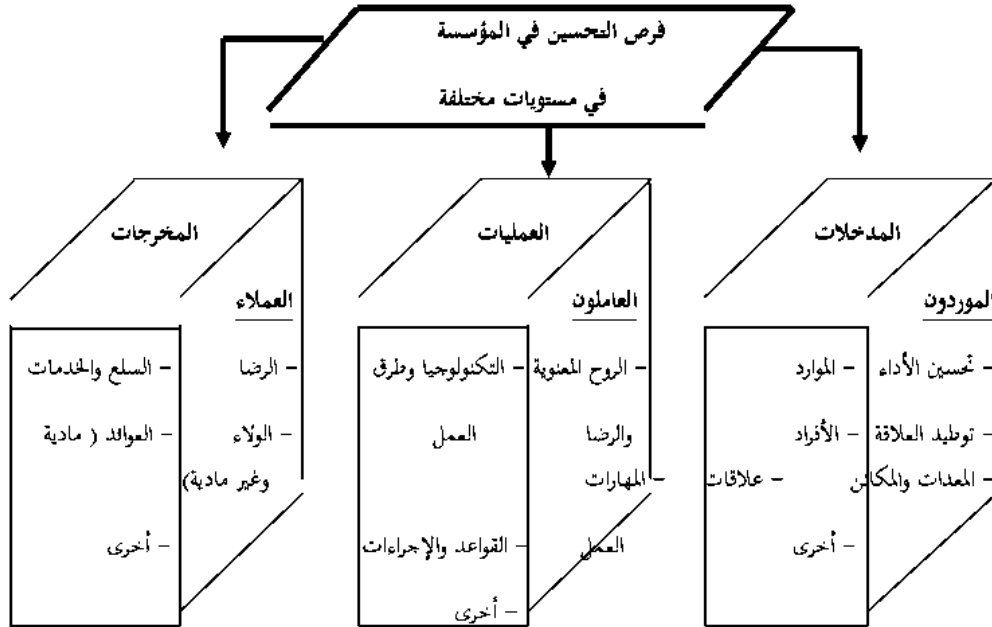 فرص التحسين في المؤسسة
في مستويات مختلفة
المدخلات
العمليات
المخرجات
الموردون
العاملون
العملاء
– تحسين الأداء
– الموارد
– الروح المعنوية
– التكنولوجيا وطرق
– الرضا
– السلع والخدمات
– توطيد العلاقة
– الأفراد
والرضا
العمل
– الولاء
– العوائد ( مادية
– المعدات والمكائن
– علاقات
– المهارات
وغير مادية)
– أخرى
العمل
– القواعد والإجراءات
– أخرى
– أخرى